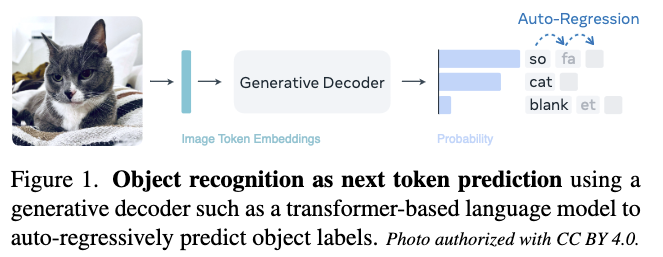 Auto-Regression
so fa
cat
blank et
Generative Decoder
Image Token Embeddings
Probability
Figure 1. Object recognition as next token prediction using a
generative decoder such as a transformer-based language model to
auto-regressively predict object labels. Photo authorized with CC BY 4.0.